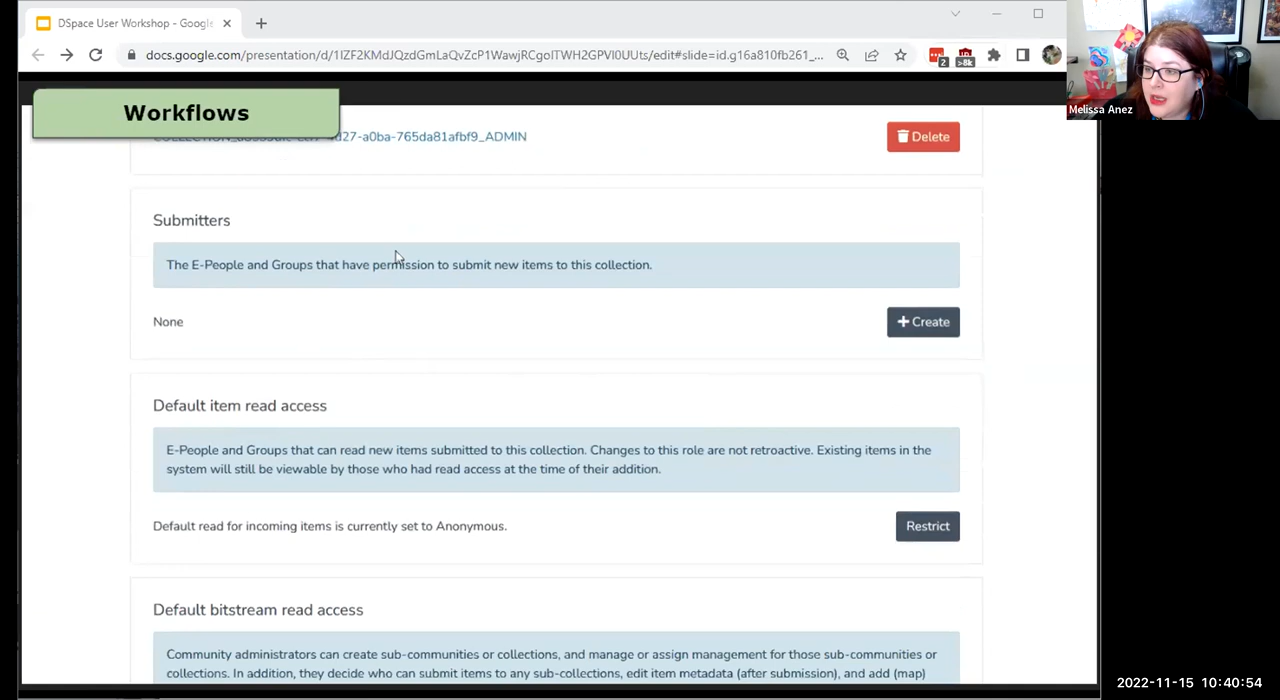 DSpace User Workshop - Googl
docs.google.com/presentation/d/1IZF2KMdJQzdGnLaQvZcP1WawjRCoolTWH2GPVI0UUts/edit#slide=id.g16a810fb261_...
2
>8k
Melissa Anez
Workflows
a0ba-765da81afbf9_ADMIN
Delete
Submitters
The E-People and Groups that have permission to submit new items to this collection.
None
+ Create
Default item read access
E-People and Groups that can read new items submitted to this collection. Changes to this role are not retroactive. Existing items in the
system will still be viewable by those who had read access at the time of their addition.
Default read for incoming items is currently set to Anonymous.
Restrict
Default bitstream read access
Community administrators can create sub-communities or collections, and manage or assign management for those sub-communities or
collections. In addition, they decide who can submit items to any sub-collections, edit item metadata (after submission), and add (map)
2022-11-15 10:40:54